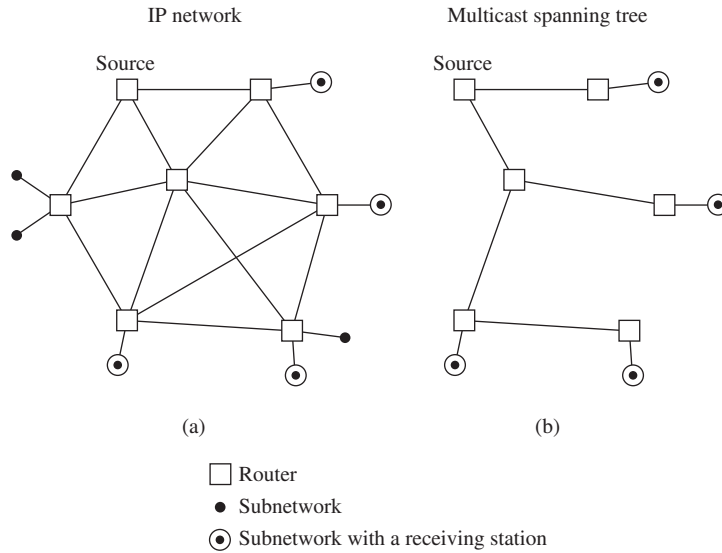 IP network
Multicast spanning tree
Source
Source
(a)
(b)
Router
Subnetwork
Subnetwork with a receiving station